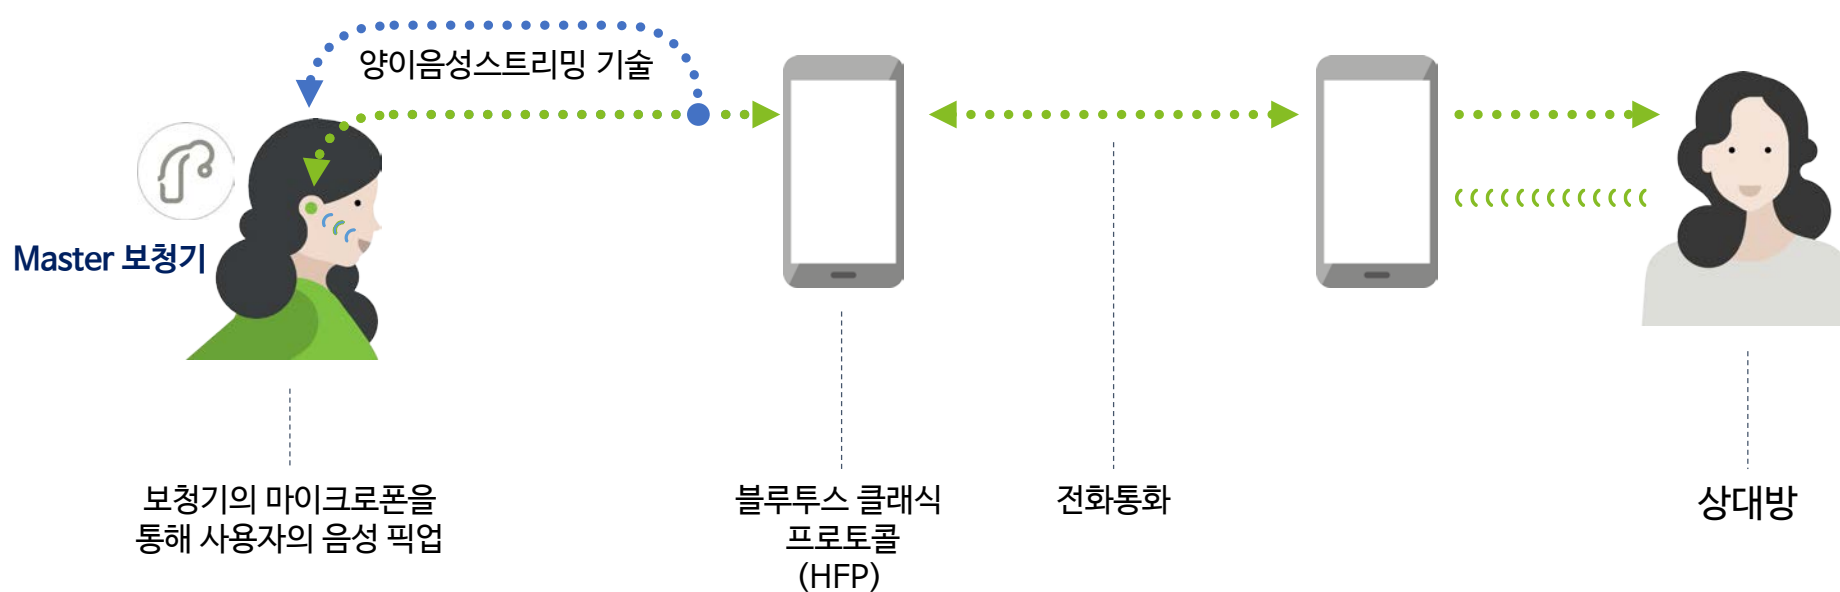 양이음성스트리밍 기술
Master 보청기
보청기의 마이크로폰을
통해 사용자의 음성 픽업
블루투스 클래식
프로토콜
(HFP)
전화통화
상대방